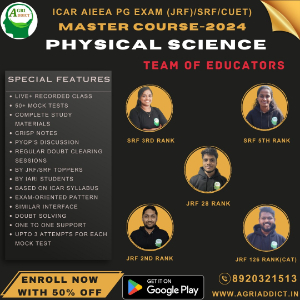 AGRI
ADDICT
ICAR AIEEA PG EXAM (JRF)/SRF/CUET)
MASTER COURSE-2024
PHYSICAL SCIENCE
TEAM OF EDUCATORS
SPECIAL FEATURES
• LIVE+ RECORDED CLASS
• 50+ MOCK TESTS
• COMPLETE STUDY
MATERIALS
• CRISP NOTES
• PYQP'S DISCUSSION
• REGULAR DOUBT CLEARING
SESSIONS
• BY JRF/SRF TOPPERS
• BY IARI STUDENTS
• BASED ON ICAR SYLLABUS
• EXAM-ORIENTED PATTERN
• SIMILAR INTERFACE
• DOUBT SOLVING
• ONE TO ONE SUPPORT
• UPTO 3 ATTEMPTS FOR EACH
MOCK TEST
SRF 3RD RANK
SRF 5TH RANK
JRF 28 RANK
JRF 2ND RANK
JRF 126 RANK(CAT)
ENROLL NOW
WITH 50% OFF
GET IT ON
Google Play
8920321513
WWW.AGRIADDICT.IN